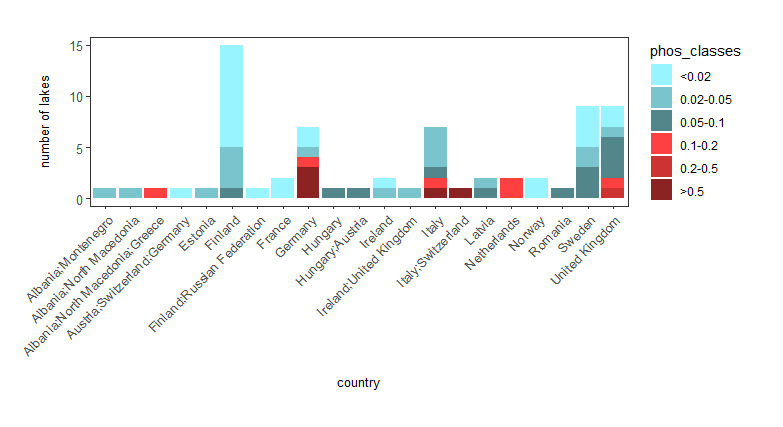 15
10
5
0
number of lakes
Albania;Montenegro
Albania;North Macedonia
Albania;North Macedonia;Greece
Austria;Switzerland;Germany
Estonia
Finland
Finland;Russian Federation
France
Germany
Hungary
Hungary;Austria
Ireland
Ireland;United Kingdom
Italy
Italy;Switzerland
Latvia
Netherlands
Norway
Romania
Sweden
United Kingdom
country
phos_classes
<0.02
0.02-0.05
0.05-0.1
0.1-0.2
0.2-0.5
>0.5